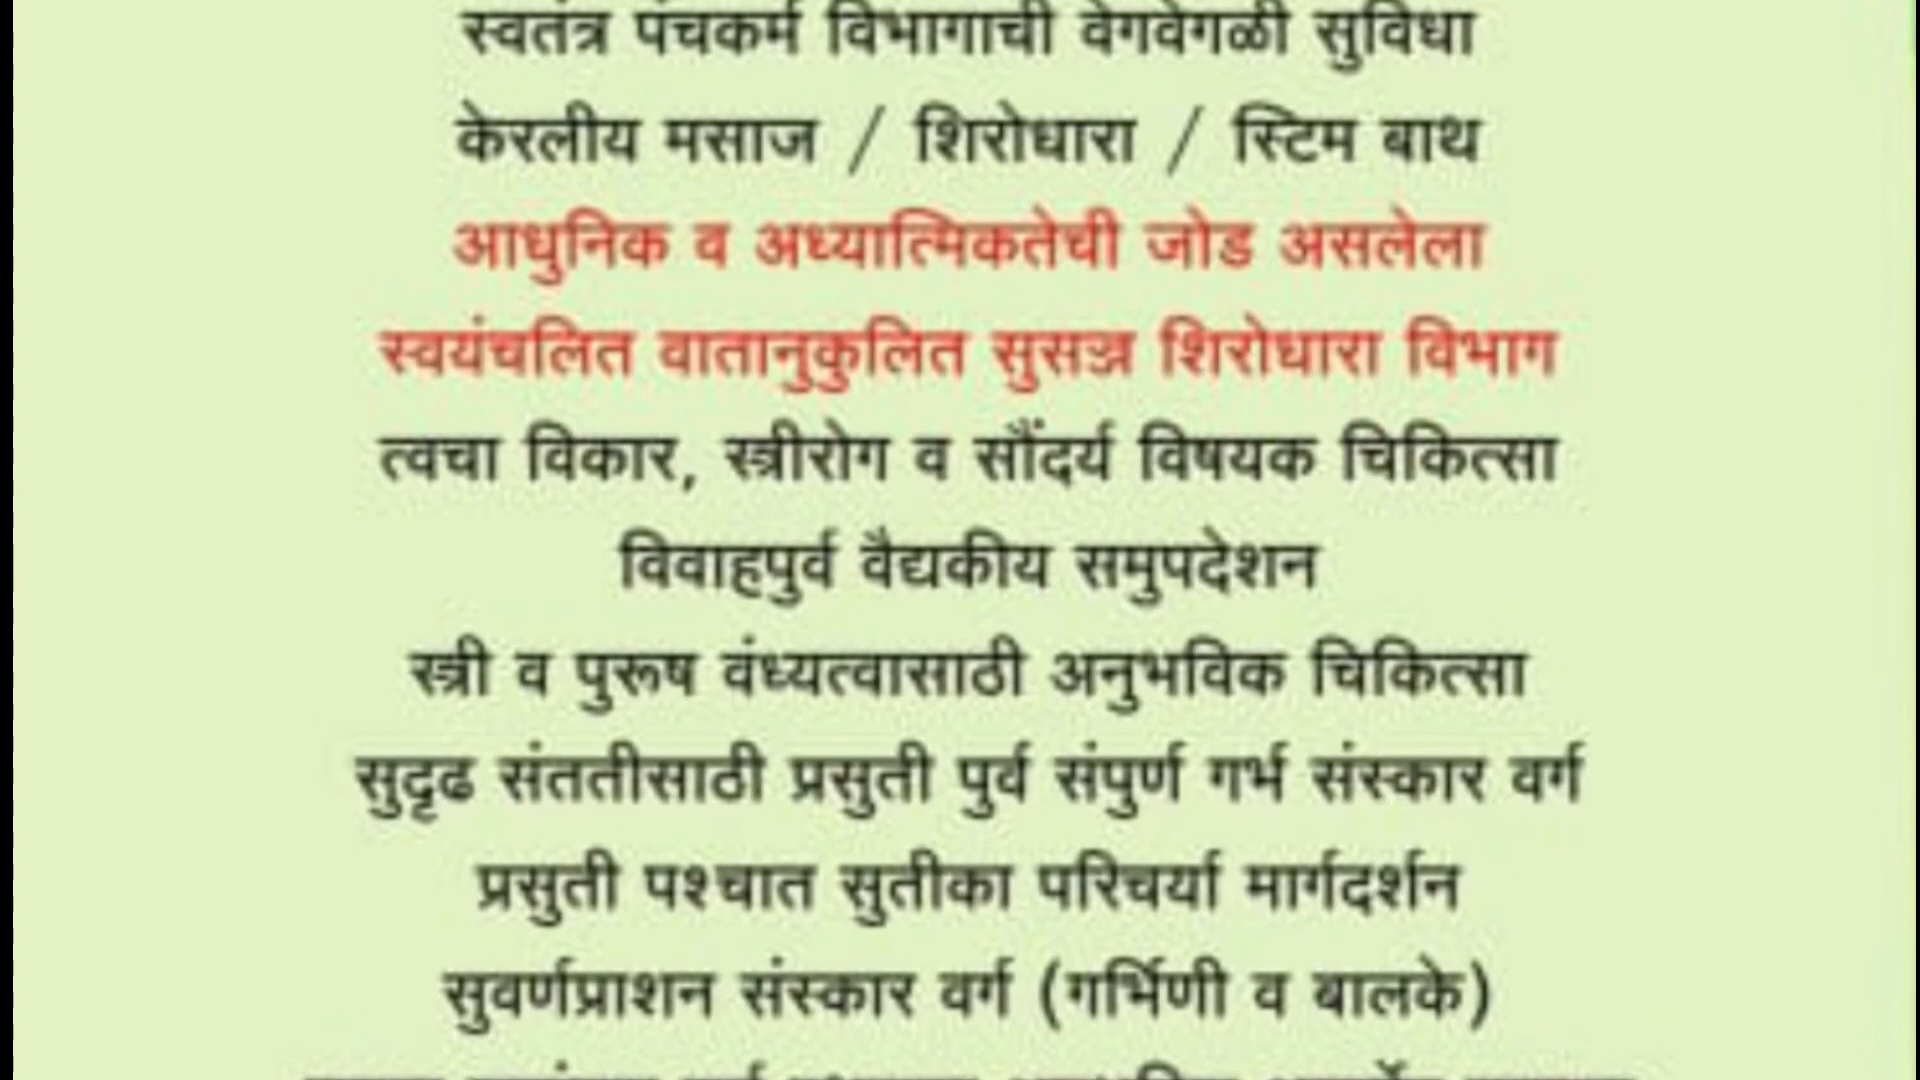 स्वतंत्र पंचकर्म विभागाची वेगवेगळी सुविधा
केरलीय मसाज / शिरोधारा / स्टिम बाथ
आधुनिक व अध्यात्मिकतेची जोड असलेला
स्वयंचलित वातानुकुलित सुसज्ज शिरोधारा विभाग
त्वचा विकार, स्त्रीरोग व सौंदर्य विषयक चिकित्सा
विवाहपुर्व वैद्यकीय समुपदेशन
स्त्री व पुरूष वंध्यत्वासाठी अनुभविक चिकित्सा
सुदृढ संततीसाठी प्रसुती पुर्व संपुर्ण गर्भ संस्कार वर्ग
प्रसुती पश्चात सुतीका परिचर्या मार्गदर्शन
सुवर्णप्राशन संस्कार वर्ग (गर्भिणी व बालके)